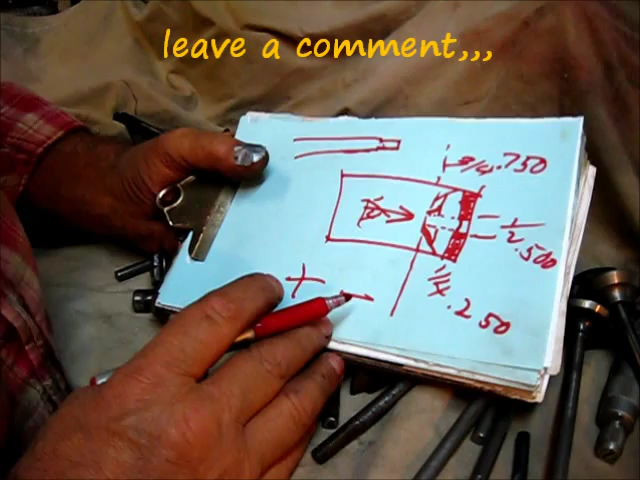 leave a comment,,,
3/4 .750
1/2 .500
1/4 .250
+ -